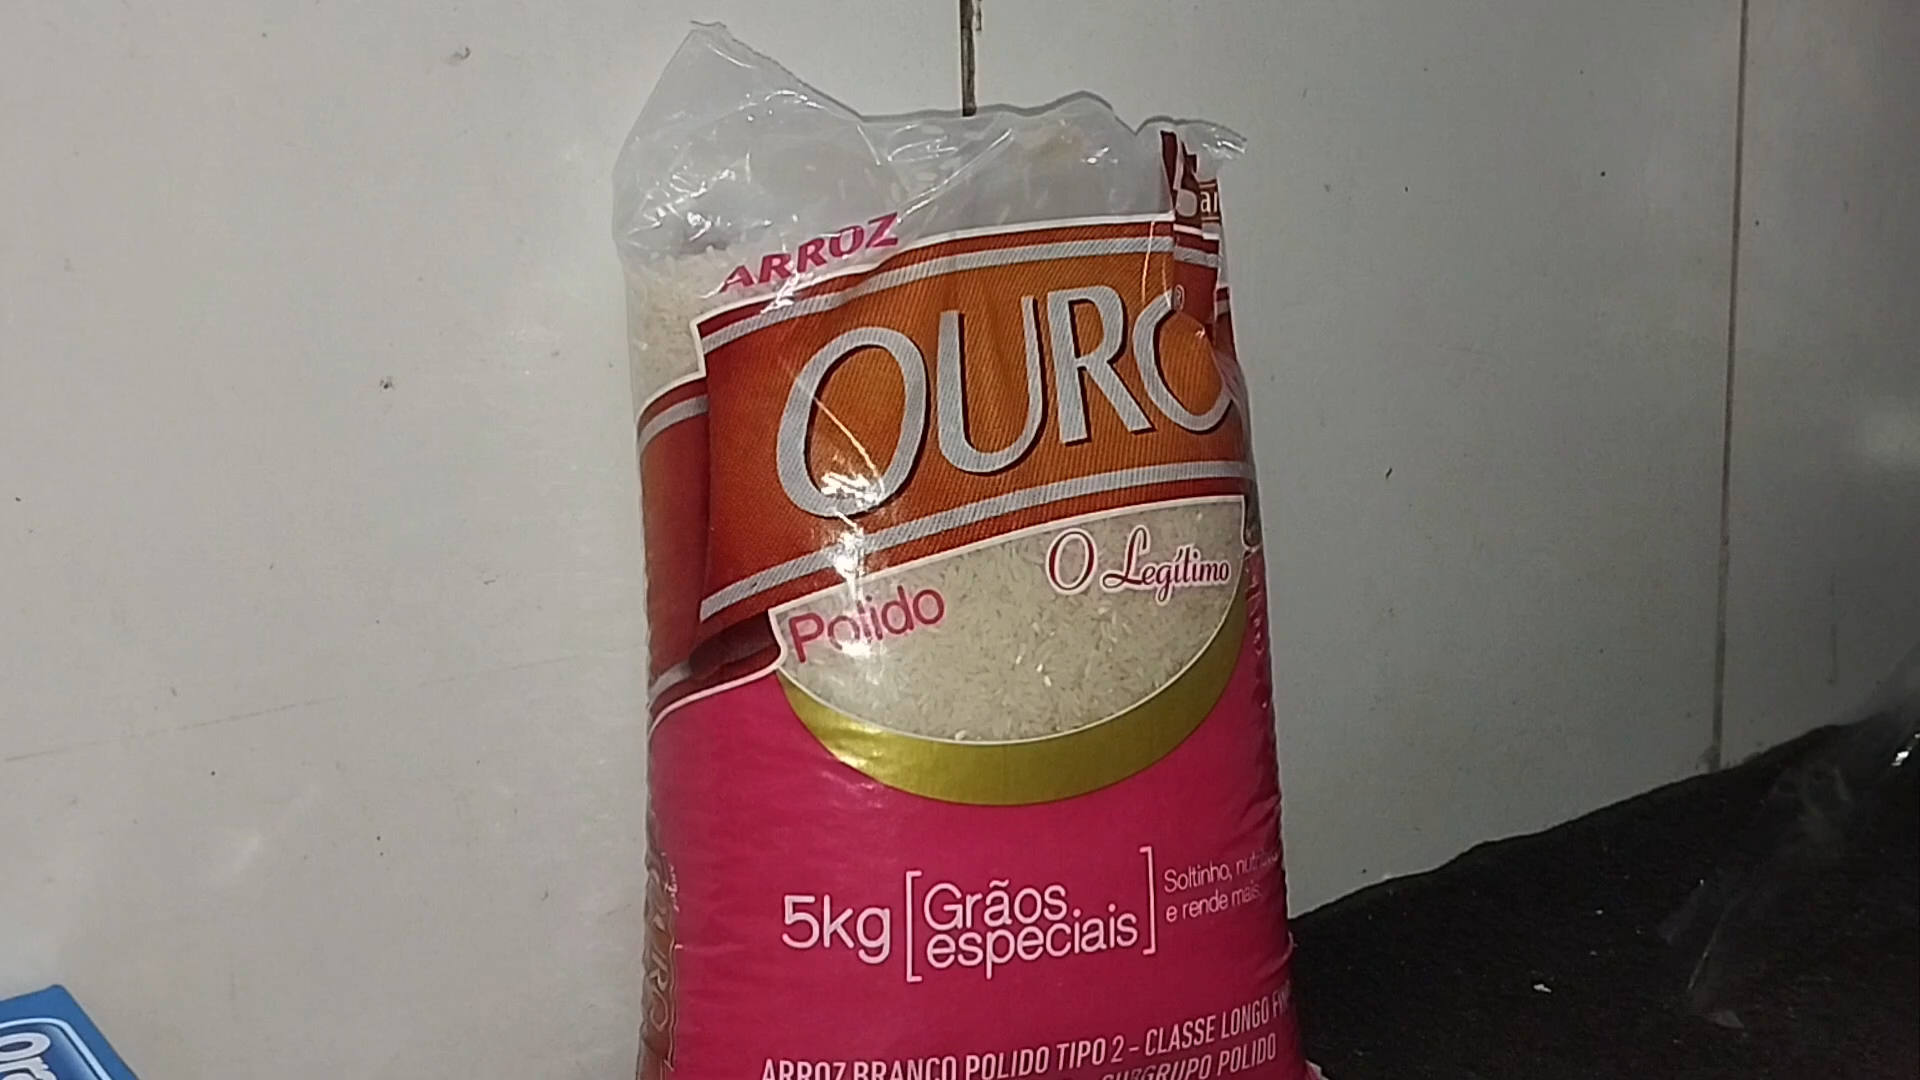 ARROZ
OURO
O Legítimo
Polido
5kg [Grãos especiais]
Soltinho,
e rende mais
ARROZ BRANCO POLIDO TIPO 2 - CLASSE LONGO
SUBGRUPO POLIDO
OURO